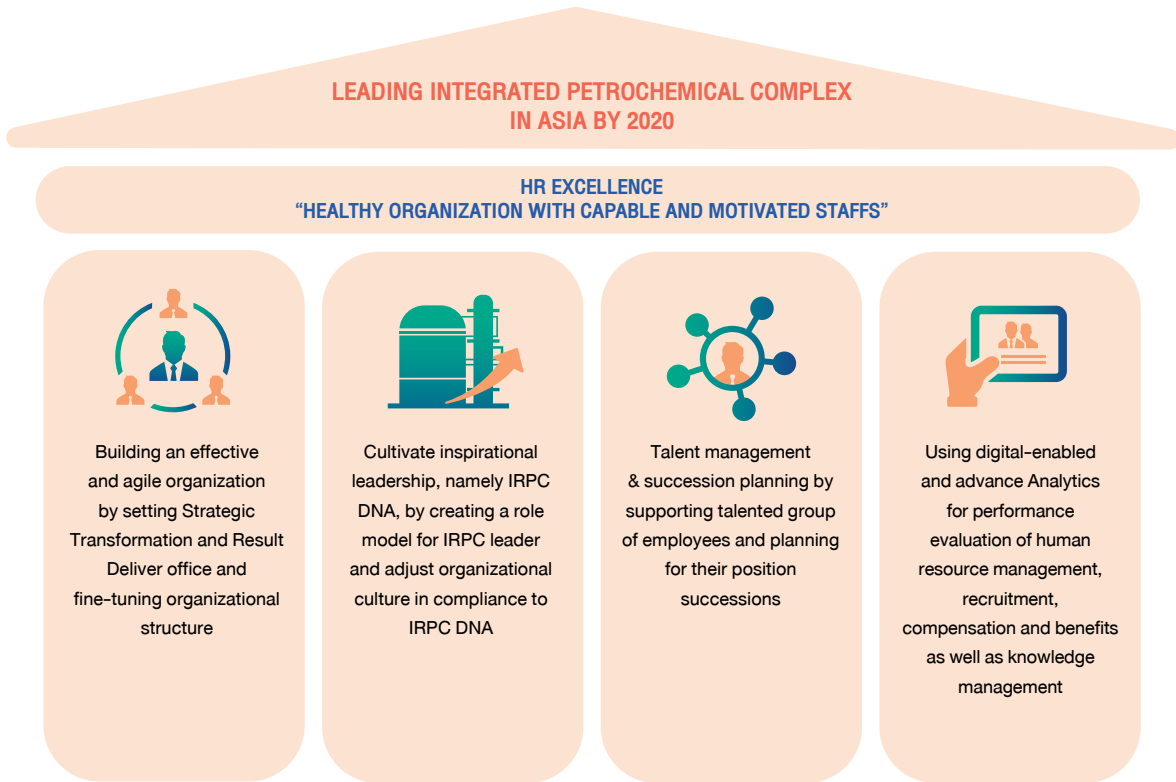 LEADING INTEGRATED PETROCHEMICAL COMPLEX
IN ASIA BY 2020
HR EXCELLENCE
“HEALTHY ORGANIZATION WITH CAPABLE AND MOTIVATED STAFFS”
Building an effective
and agile organization
by setting Strategic
Transformation and Result
Deliver office and
fine-tuning organizational
structure
Cultivate inspirational
leadership, namely IRPC
DNA, by creating a role
model for IRPC leader
and adjust organizational
culture in compliance to
IRPC DNA
Talent management
& succession planning by
supporting talented group
of employees and planning
for their position
successions
Using digital-enabled
and advance Analytics
for performance
evaluation of human
resource management,
recruitment,
compensation and benefits
as well as knowledge
management